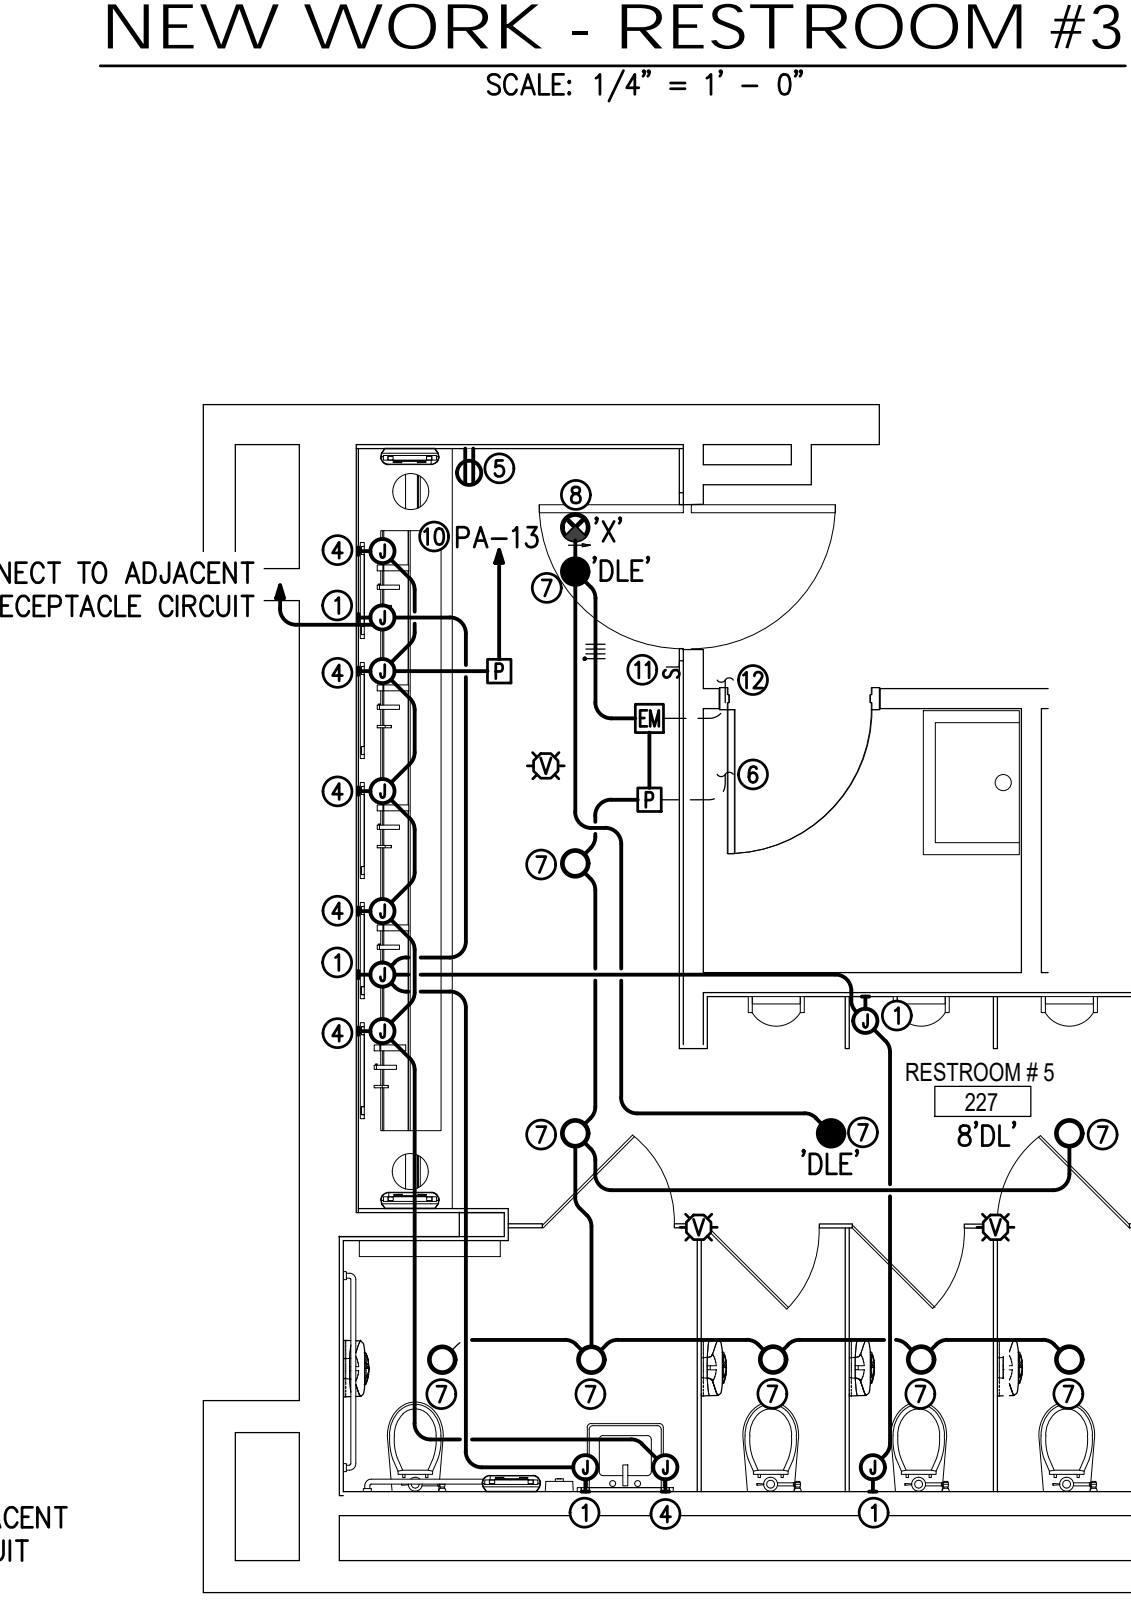 NEW WORK - RESTROOM #3
SCALE: 1/4" = 1' - 0"
5
8
'X'
10 PA-13
4 J
'DLE'
7
NECT TO ADJACENT
ECEPTACLE CIRCUIT
1 J
4 J
P
11 S
12
EM
V
6
4 J
P
7
4 J
1 J
4 J
J 1
RESTROOM # 5
227
8'DL'
7
7
'DLE'
7
V
V
7
7
7
7
7
J
J
J
1
4
1
ACENT
UIT